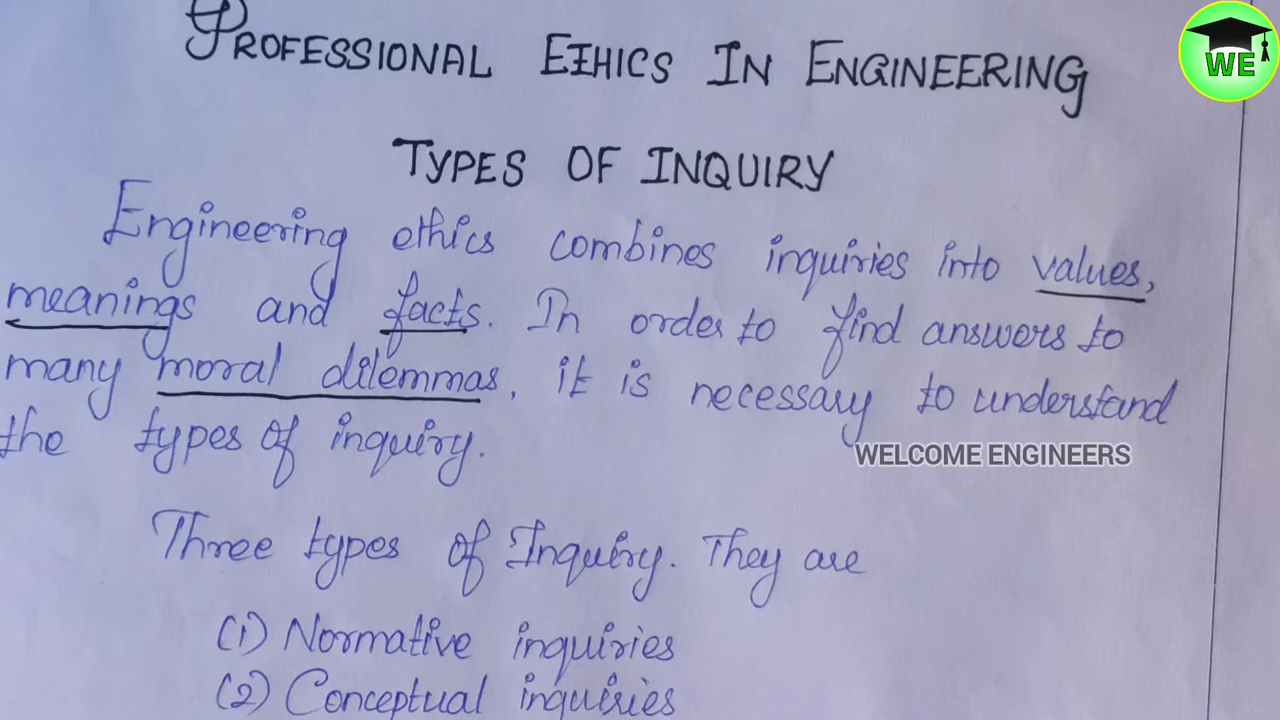 PROFESSIONAL ETHICS IN ENGINEERING
WE
TYPES OF INQUIRY
Engineering ethics combines inquiries into values,
meanings and facts. In order to find answers to
many moral dilemmas, it is necessary to understand
the types of inquiry.
WELCOME ENGINEERS
Three types of Inquiry. They are
(1) Normative inquiries
(2) Conceptual inquiries